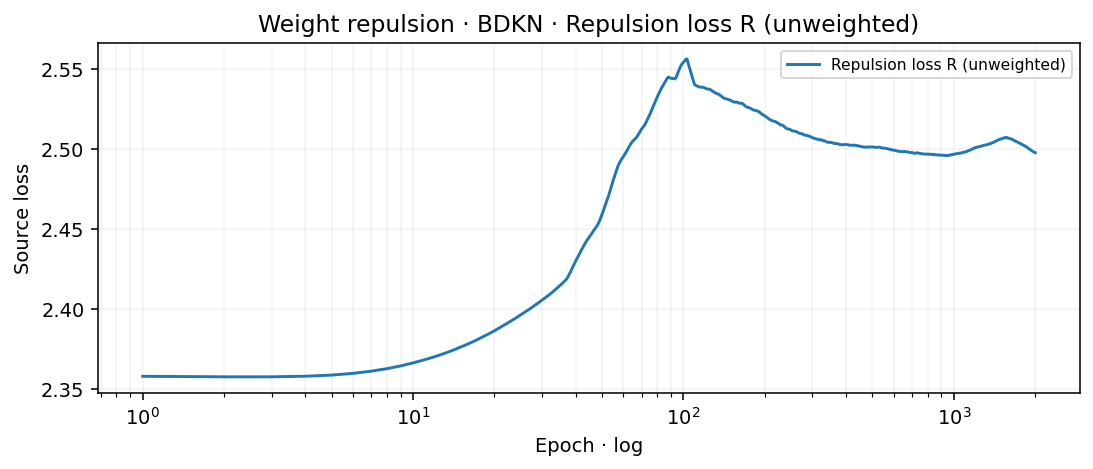 Weight repulsion · BDKN · Repulsion loss R (unweighted)
Repulsion loss R (unweighted)
2.55
2.50
2.45
2.40
2.35
Source loss
10⁰
10¹
10²
10³
Epoch · log